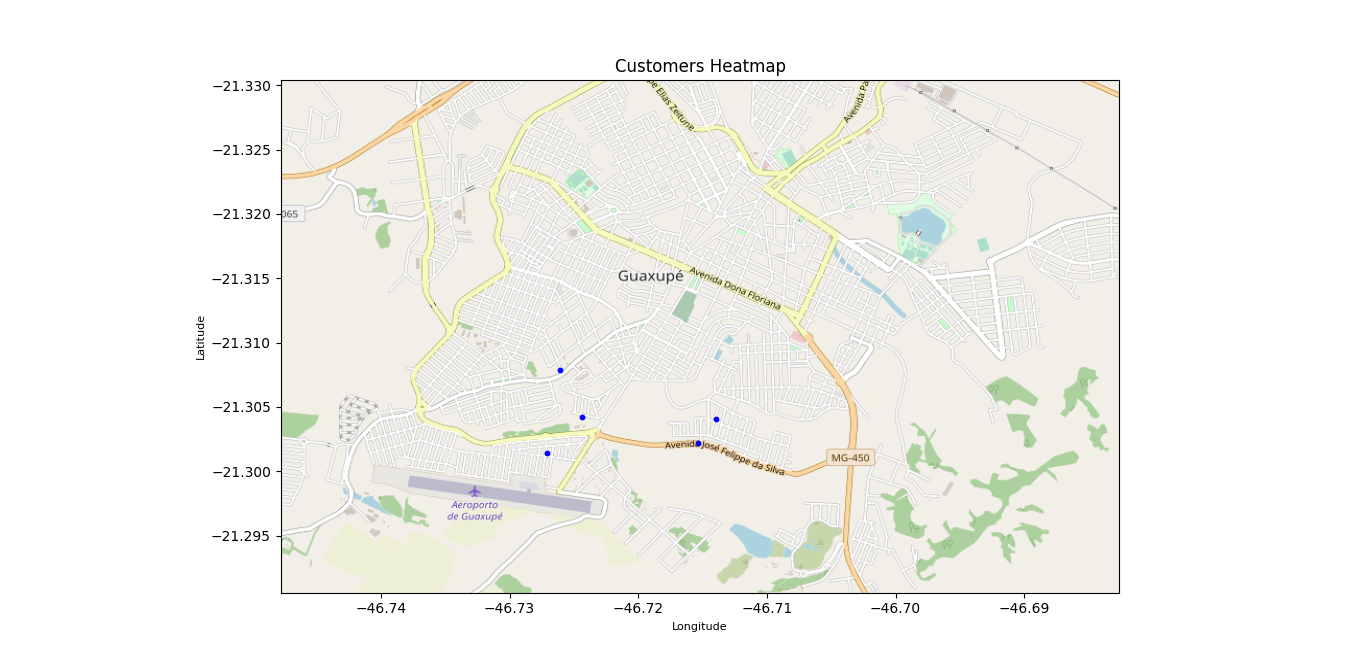 Customers Heatmap
−21.330
−21.325
−21.320
−21.315
−21.310
−21.305
−21.300
−21.295
Latitude
−46.74
−46.73
−46.72
−46.71
−46.70
−46.69
Longitude
Elias Zeitune
Avenida Pa
065
Guaxupé
Avenida Dona Floriana
Avenida José Felippe da Silva
MG-450
Aeroporto
de Guaxupé